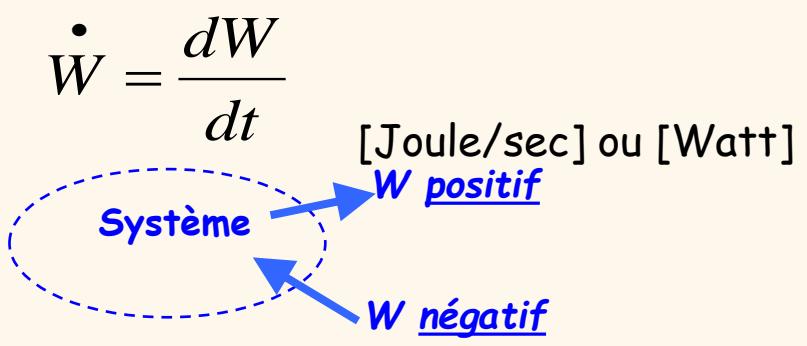 Ẇ = dW/dt
[Joule/sec] ou [Watt]
W positif
Système
W négatif